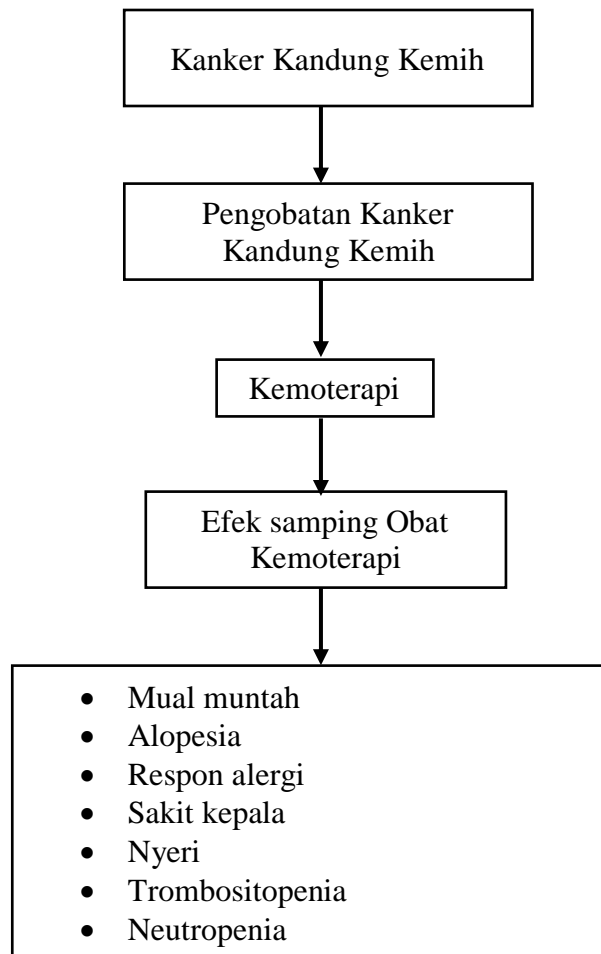 Kanker Kandung Kemih
Pengobatan Kanker
Kandung Kemih
Kemoterapi
Efek samping Obat
Kemoterapi
• Mual muntah
• Alopesia
• Respon alergi
• Sakit kepala
• Nyeri
• Trombositopenia
• Neutropenia